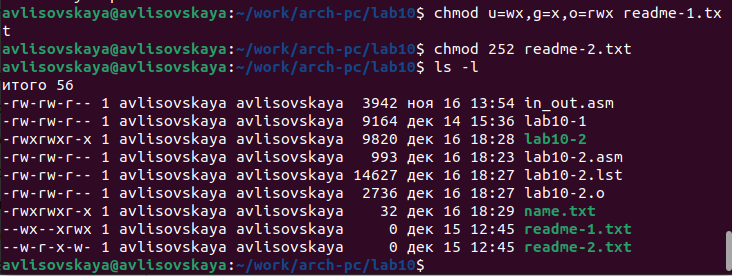 avlisovskaya@avlisovskaya:~/work/arch-pc/lab10$ chmod u=wx,g=x,o=rwx readme-1.tx
t
avlisovskaya@avlisovskaya:~/work/arch-pc/lab10$ chmod 252 readme-2.txt
avlisovskaya@avlisovskaya:~/work/arch-pc/lab10$ ls -l
итого 56
-rw-rw-r-- 1 avlisovskaya avlisovskaya  3942 ноя 16 13:54 in_out.asm
-rw-rw-r-- 1 avlisovskaya avlisovskaya  9164 дек 14 15:36 lab10-1
-rwxrwxr-x 1 avlisovskaya avlisovskaya  9820 дек 16 18:28 lab10-2
-rw-rw-r-- 1 avlisovskaya avlisovskaya   993 дек 16 18:23 lab10-2.asm
-rw-rw-r-- 1 avlisovskaya avlisovskaya 14627 дек 16 18:27 lab10-2.lst
-rw-rw-r-- 1 avlisovskaya avlisovskaya  2736 дек 16 18:27 lab10-2.o
-rwxrwxr-x 1 avlisovskaya avlisovskaya    32 дек 16 18:29 name.txt
--wx--xrwx 1 avlisovskaya avlisovskaya     0 дек 15 12:45 readme-1.txt
--w-r-x-w- 1 avlisovskaya avlisovskaya     0 дек 15 12:45 readme-2.txt
avlisovskaya@avlisovskaya:~/work/arch-pc/lab10$